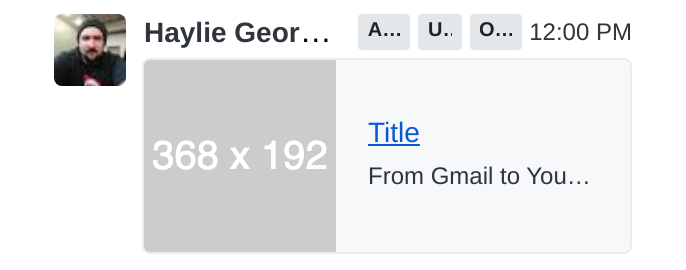 Haylie Geor… A… U.. O… 12:00 PM
368 x 192
Title
From Gmail to You…